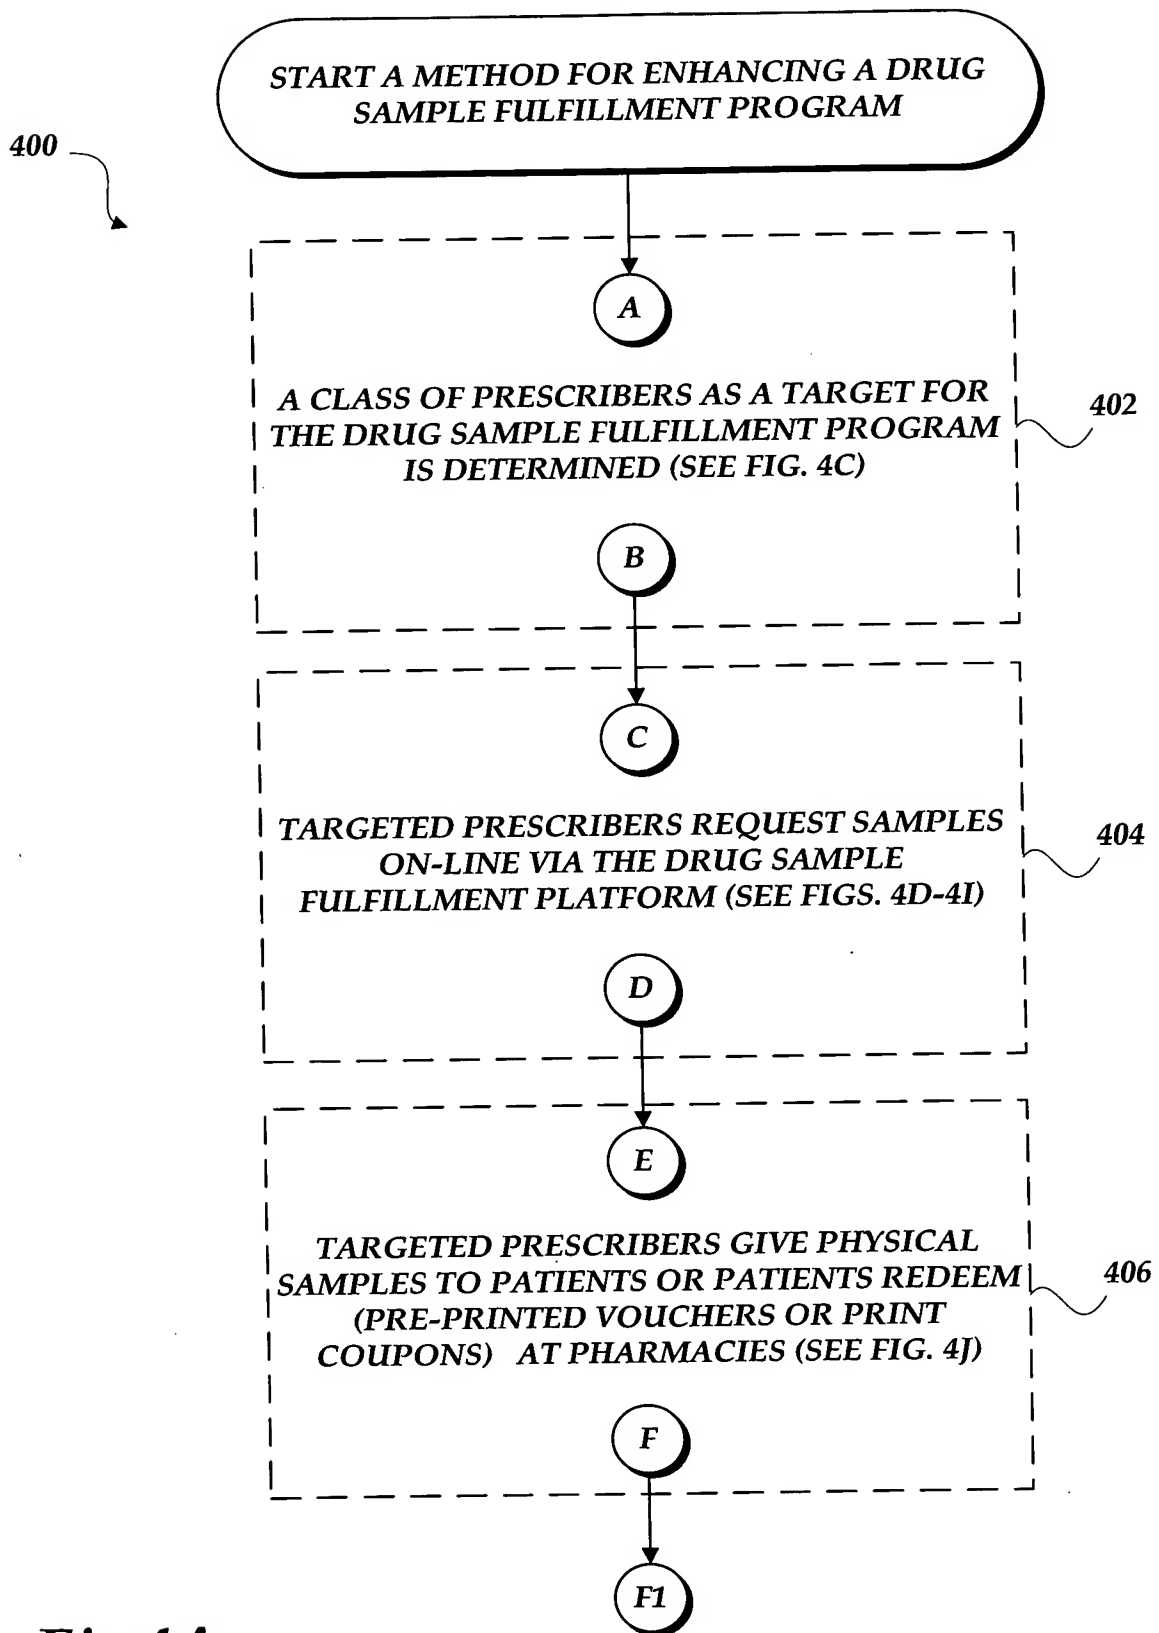 START A METHOD FOR ENHANCING A DRUG
SAMPLE FULFILLMENT PROGRAM
400
A
A CLASS OF PRESCRIBERS AS A TARGET FOR
THE DRUG SAMPLE FULFILLMENT PROGRAM
IS DETERMINED (SEE FIG. 4C)
402
B
C
TARGETED PRESCRIBERS REQUEST SAMPLES
ON-LINE VIA THE DRUG SAMPLE
FULFILLMENT PLATFORM (SEE FIGS. 4D-4I)
404
D
E
TARGETED PRESCRIBERS GIVE PHYSICAL
SAMPLES TO PATIENTS OR PATIENTS REDEEM
(PRE-PRINTED VOUCHERS OR PRINT
COUPONS) AT PHARMACIES (SEE FIG. 4J)
406
F
F1